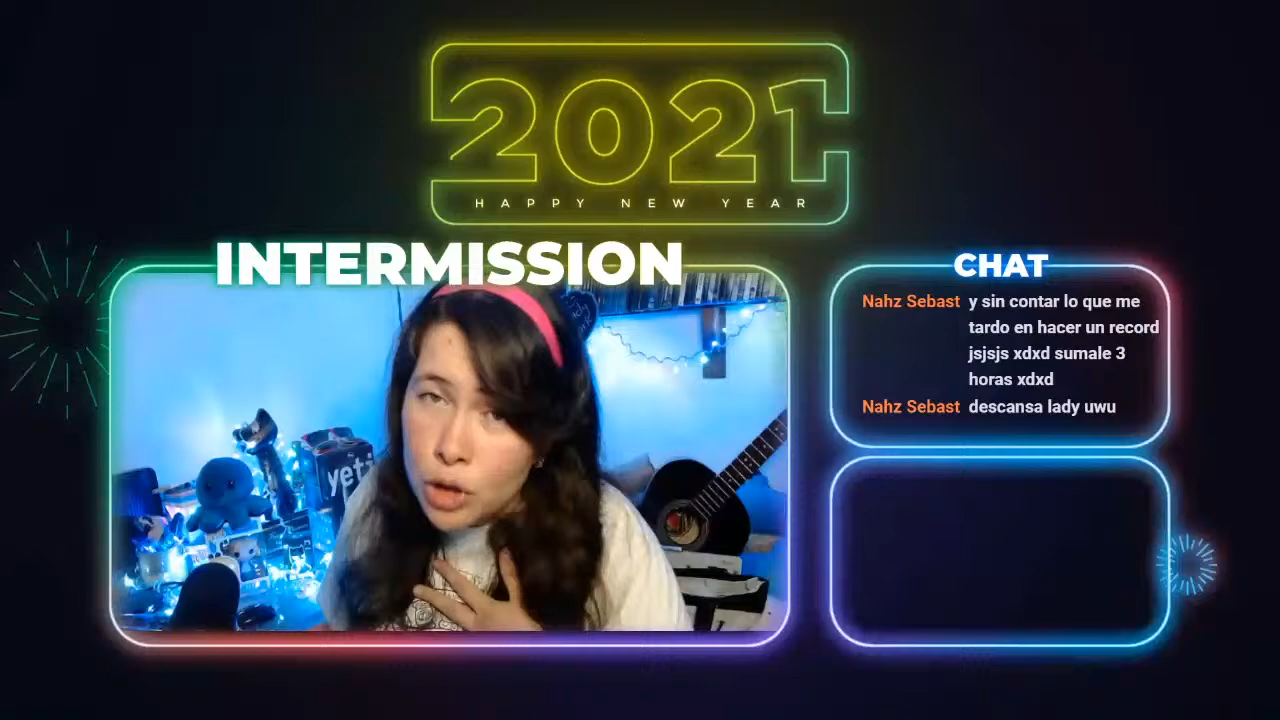 2021
HAPPY NEW YEAR
INTERMISSION
yeti
CHAT
Nahz Sebast y sin contar lo que me
tardo en hacer un record
jsjsjs xdxd sumale 3
horas xdxd
Nahz Sebast descansa lady uwu